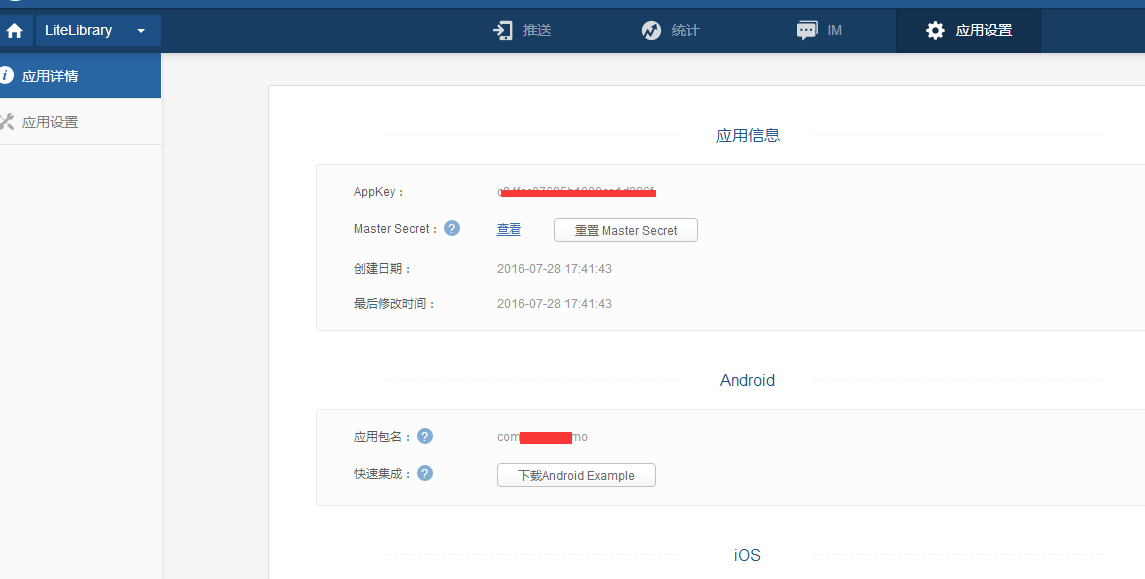 LiteLibrary
推送
统计
IM
应用设置
应用详情
应用设置
应用信息
AppKey：
Master Secret：
查看
重置 Master Secret
创建日期：
2016-07-28 17:41:43
最后修改时间：
2016-07-28 17:41:43
Android
应用包名：
com
mo
快速集成：
下载Android Example
iOS